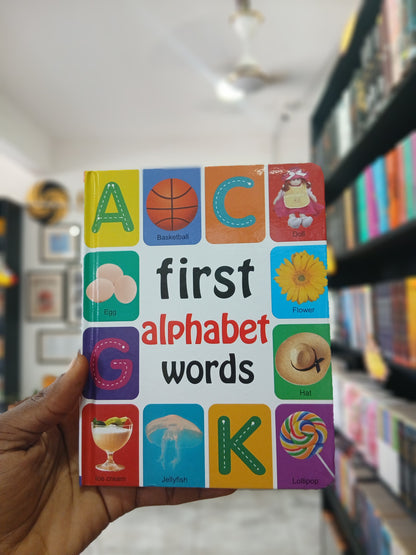 A
Basketball
C
Doll
Egg
first
alphabet
words
Flower
G
Hat
Ice cream
Jellyfish
K
Lollipop